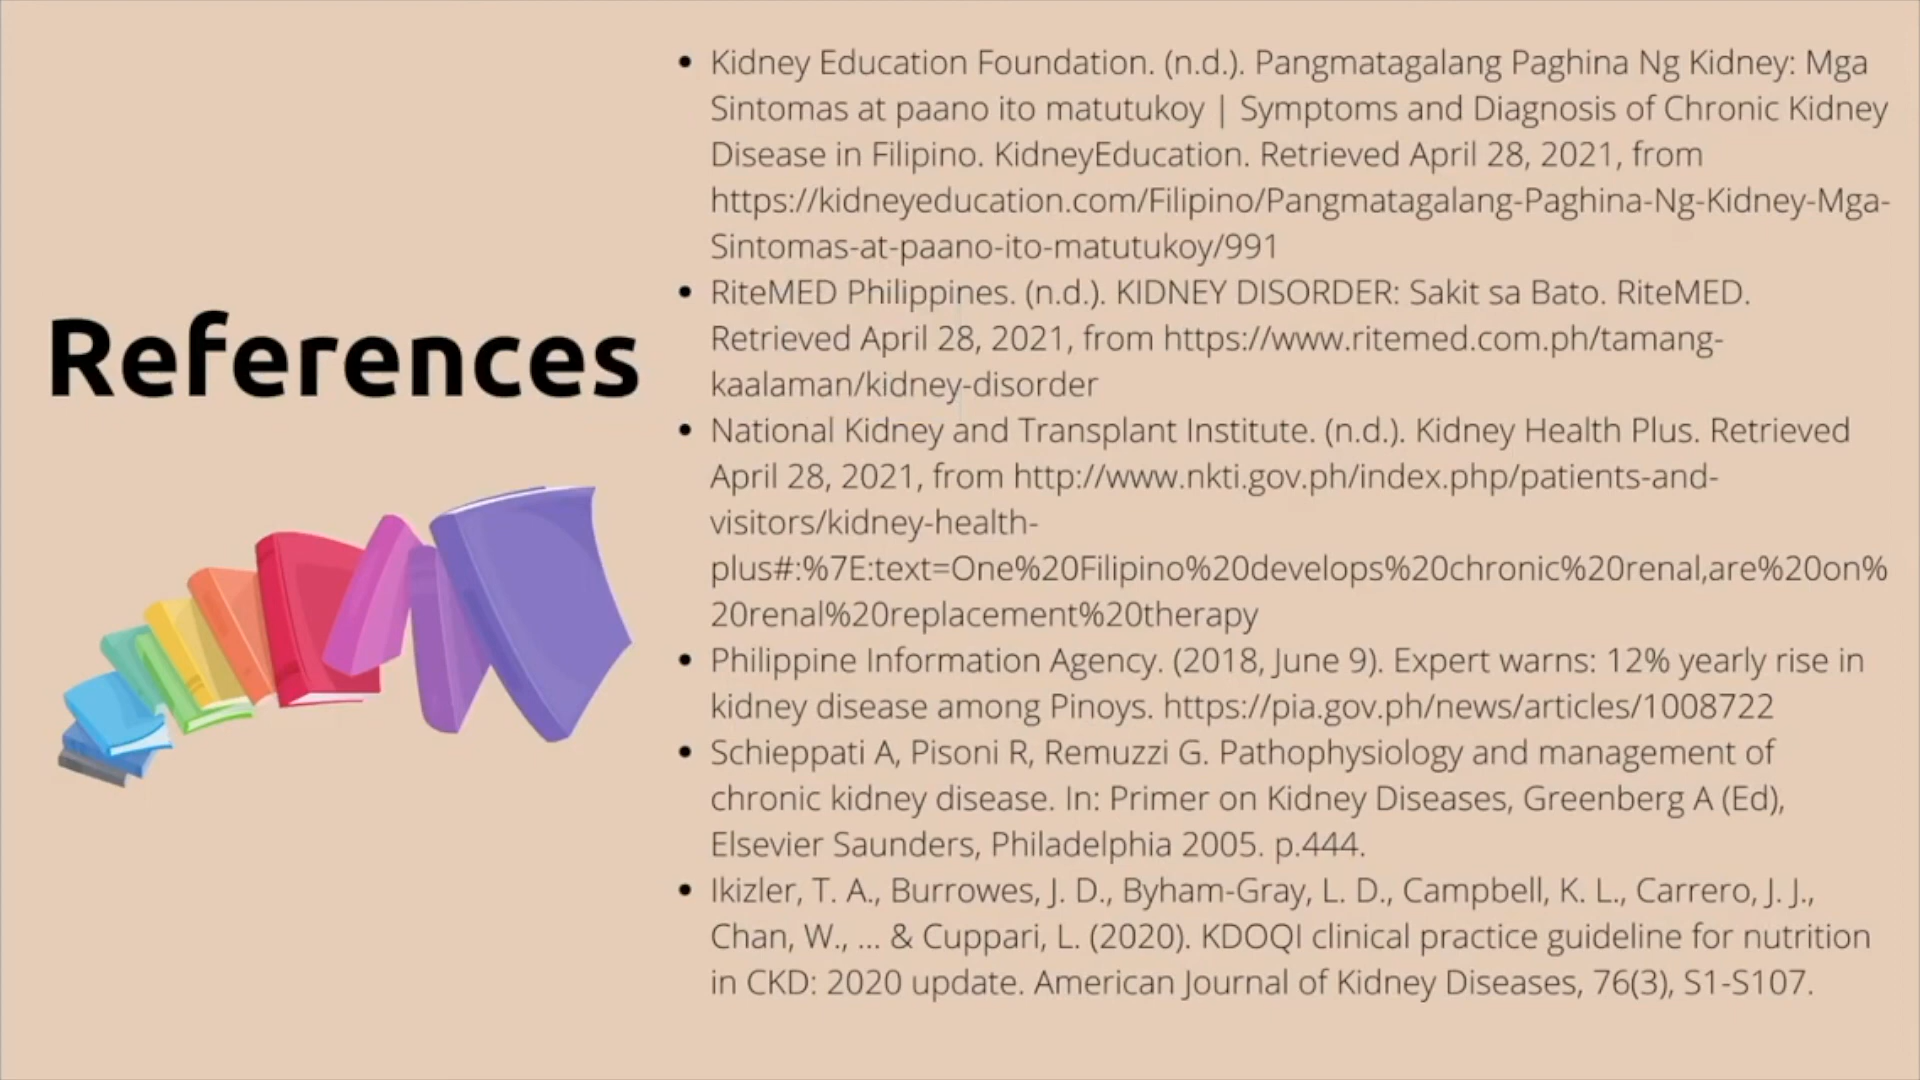 References
Kidney Education Foundation. (n.d.). Pangmatagalang Paghina Ng Kidney: Mga
Sintomas at paano ito matutukoy | Symptoms and Diagnosis of Chronic Kidney
Disease in Filipino. KidneyEducation. Retrieved April 28, 2021, from
https://kidneyeducation.com/Filipino/Pangmatagalang-Paghina-Ng-Kidney-Mga-
Sintomas-at-paano-ito-matutukoy/991
RiteMED Philippines. (n.d.). KIDNEY DISORDER: Sakit sa Bato. RiteMED.
Retrieved April 28, 2021, from https://www.ritemed.com.ph/tamang-
kaalaman/kidney-disorder
National Kidney and Transplant Institute. (n.d.). Kidney Health Plus. Retrieved
April 28, 2021, from http://www.nkti.gov.ph/index.php/patients-and-
visitors/kidney-health-
plus#:%7E:text=One%20Filipino%20develops%20chronic%20renal,are%20on%
20renal%20replacement%20therapy
Philippine Information Agency. (2018, June 9). Expert warns: 12% yearly rise in
kidney disease among Pinoys. https://pia.gov.ph/news/articles/1008722
Schieppati A, Pisoni R, Remuzzi G. Pathophysiology and management of
chronic kidney disease. In: Primer on Kidney Diseases, Greenberg A (Ed),
Elsevier Saunders, Philadelphia 2005. p.444.
Ikizler, T. A., Burrowes, J. D., Byham-Gray, L. D., Campbell, K. L., Carrero, J. J.,
Chan, W., ... & Cuppari, L. (2020). KDOQI clinical practice guideline for nutrition
in CKD: 2020 update. American Journal of Kidney Diseases, 76(3), S1-S107.